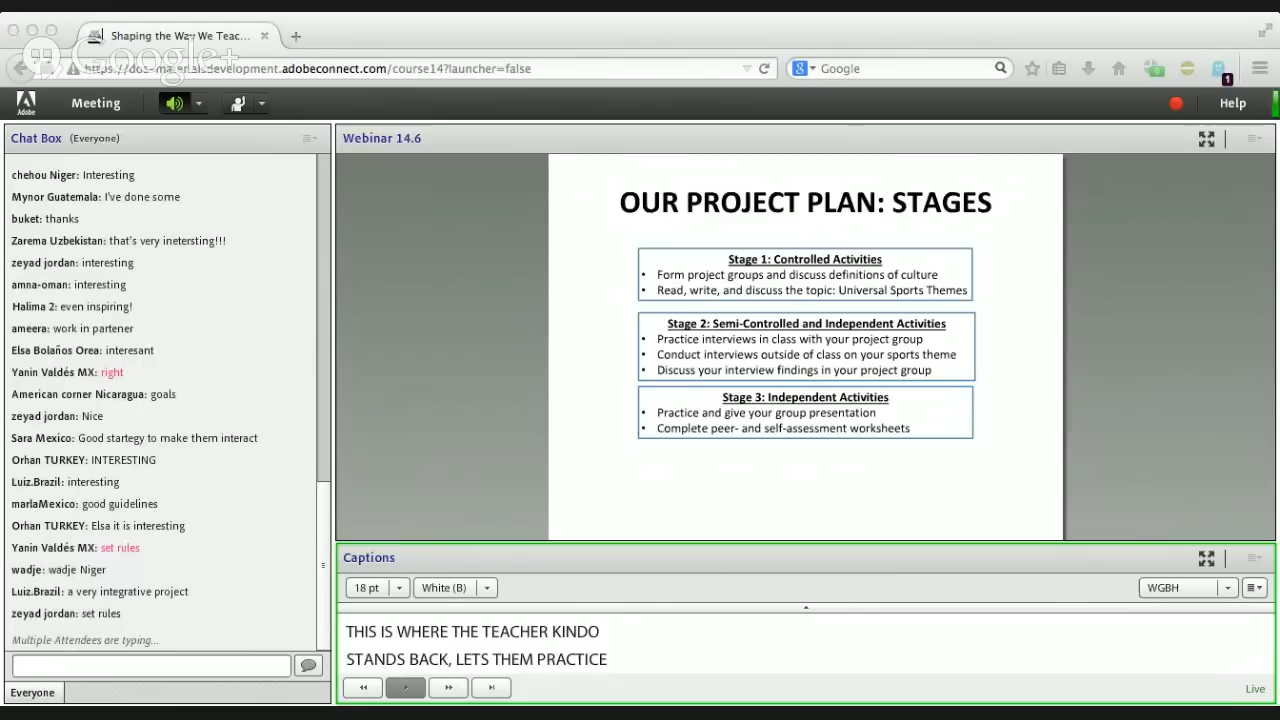 Shaping the Way We Teac...
Google+
adobeconnect.com/course14?launcher=false
Google
1
Adobe
Meeting
Help
Chat Box (Everyone)
chehou Niger: Interesting
Mynor Guatemala: I've done some
buket: thanks
Zarema Uzbekistan: that's very inetersting!!!
zeyad jordan: interesting
amna-oman: interesting
Halima 2: even inspiring!
ameera: work in partener
Elsa Bolaños Orea: interesant
Yanin Valdés MX: right
American corner Nicaragua: goals
zeyad jordan: Nice
Sara Mexico: Good startegy to make them interact
Orhan TURKEY: INTERESTING
Luiz.Brazil: interesting
marlaMexico: good guidelines
Orhan TURKEY: Elsa it is interesting
Yanin Valdés MX: set rules
wadje: wadje Niger
Luiz.Brazil: a very integrative project
zeyad jordan: set rules
Multiple Attendees are typing...
Everyone
Webinar 14.6
OUR PROJECT PLAN: STAGES
Stage 1: Controlled Activities
• Form project groups and discuss definitions of culture
• Read, write, and discuss the topic: Universal Sports Themes
Stage 2: Semi-Controlled and Independent Activities
• Practice interviews in class with your project group
• Conduct interviews outside of class on your sports theme
• Discuss your interview findings in your project group
Stage 3: Independent Activities
• Practice and give your group presentation
• Complete peer- and self-assessment worksheets
Captions
18 pt
White (B)
WGBH
THIS IS WHERE THE TEACHER KINDO
STANDS BACK, LETS THEM PRACTICE
Live